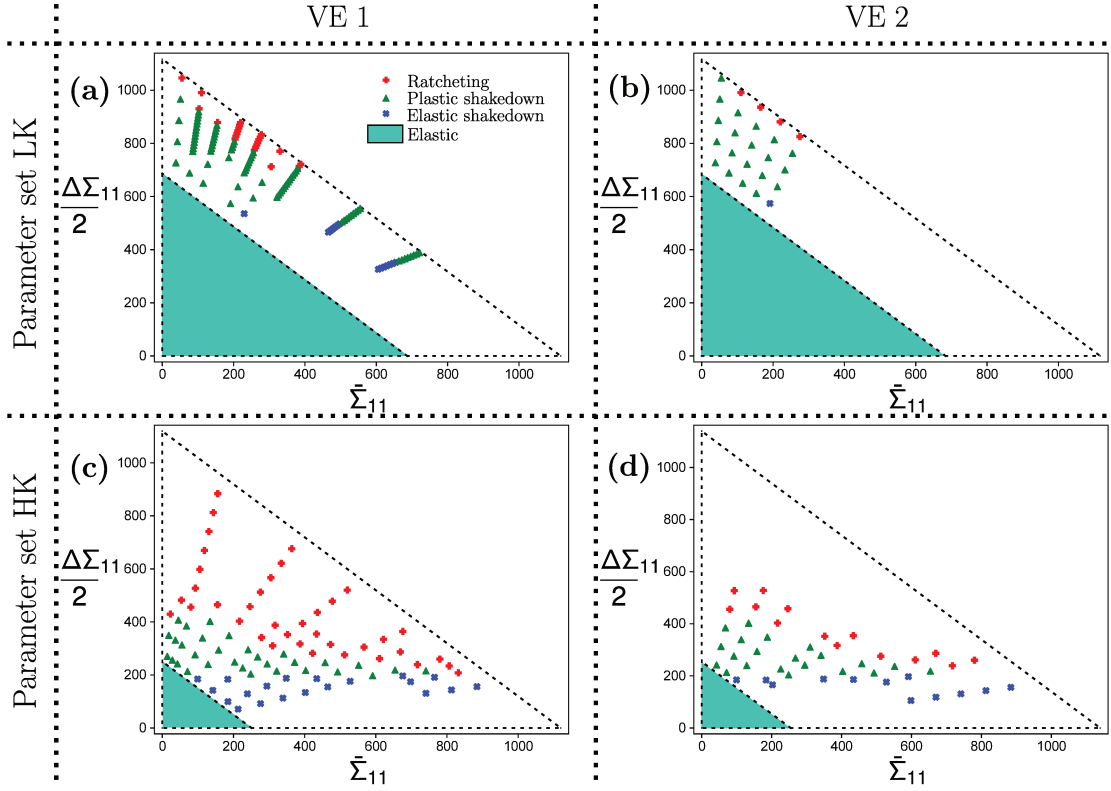 VE 1
VE 2
Parameter set LK
(a)
Ratcheting
Plastic shakedown
Elastic shakedown
Elastic
ΔΣ11
2
1000
800
600
400
200
0
0 200 400 600 800 1000
Σ̄11
(b)
ΔΣ11
2
1000
800
600
400
200
0
0 200 400 600 800 1000
Σ̄11
Parameter set HK
(c)
ΔΣ11
2
1000
800
600
400
200
0
0 200 400 600 800 1000
Σ̄11
(d)
ΔΣ11
2
1000
800
600
400
200
0
0 200 400 600 800 1000
Σ̄11